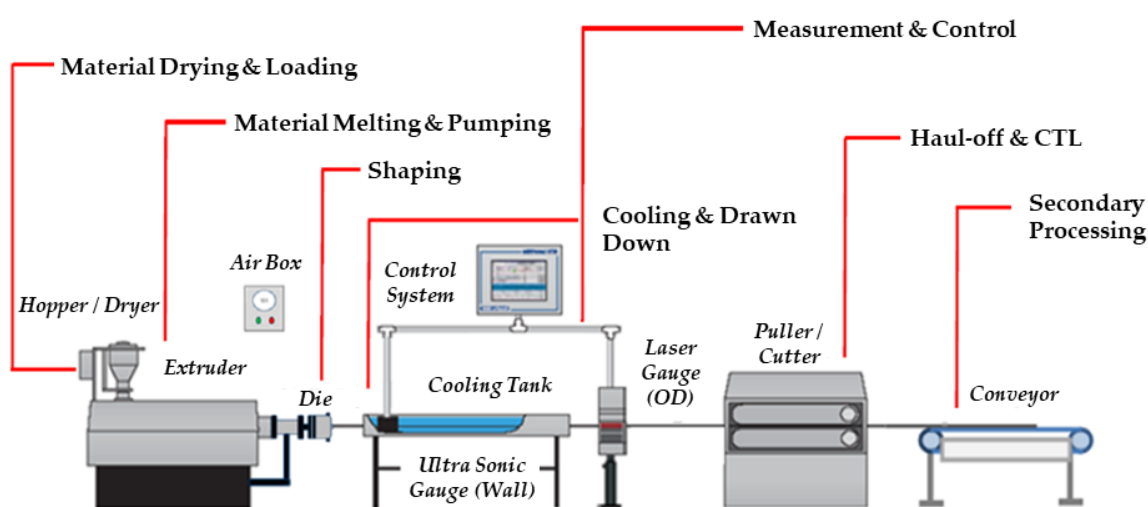 Measurement & Control
Material Drying & Loading
Material Melting & Pumping
Haul-off & CTL
Shaping
Secondary
Processing
Cooling & Drawn
Down
Air Box
Control
System
Hopper / Dryer
Puller /
Cutter
Laser
Gauge
(OD)
Extruder
Cooling Tank
Die
Conveyor
Ultra Sonic
Gauge (Wall)